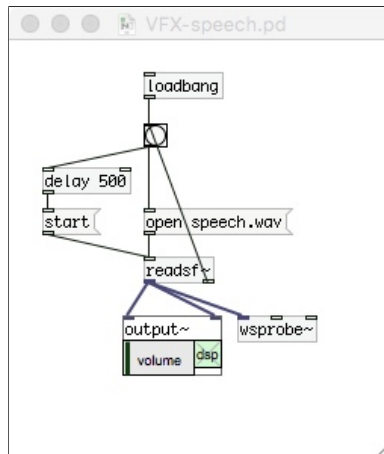 VFX-speech.pd
loadbang
delay 500
start
open speech.wav
readsf~
output~
wsprobe~
volume
dsp